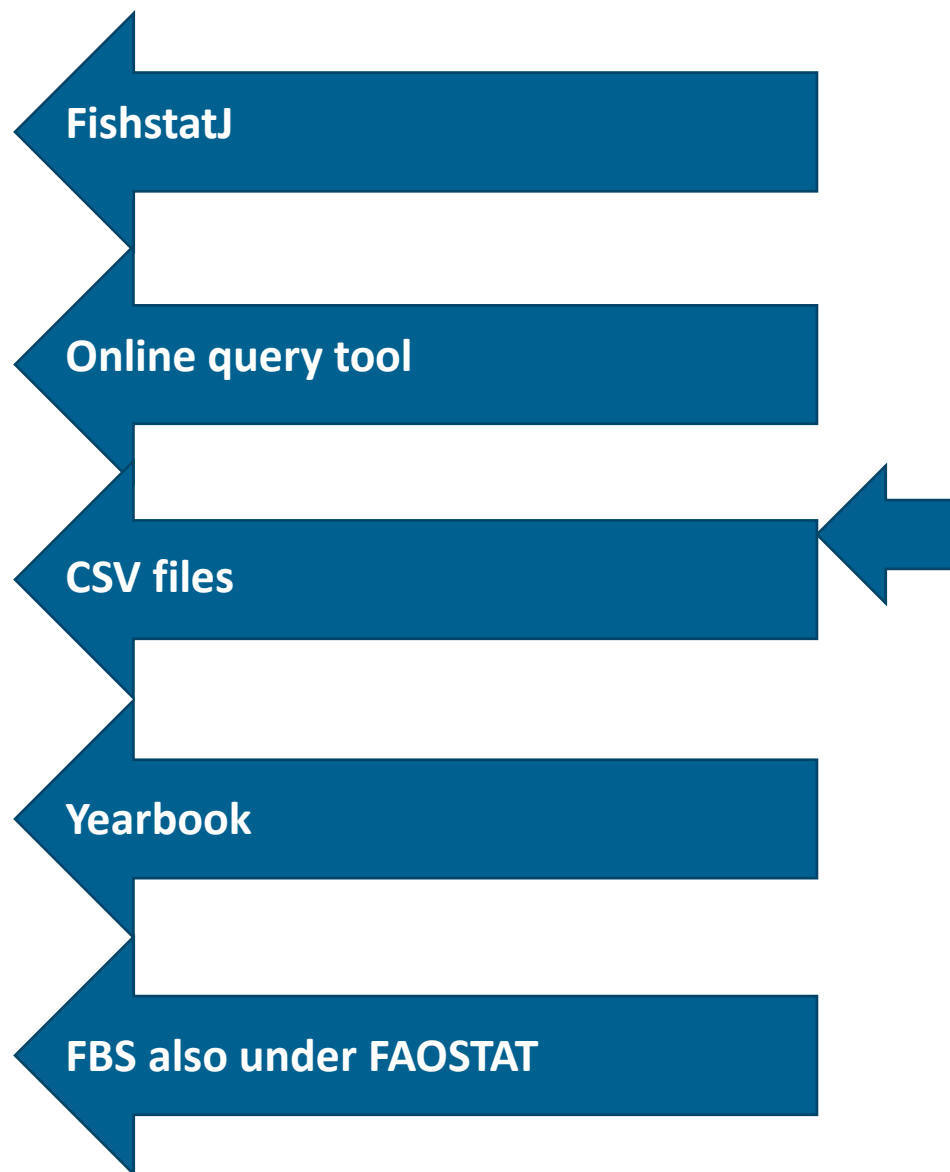 FishstatJ
Online query tool
CSV files
Yearbook
FBS also under FAOSTAT